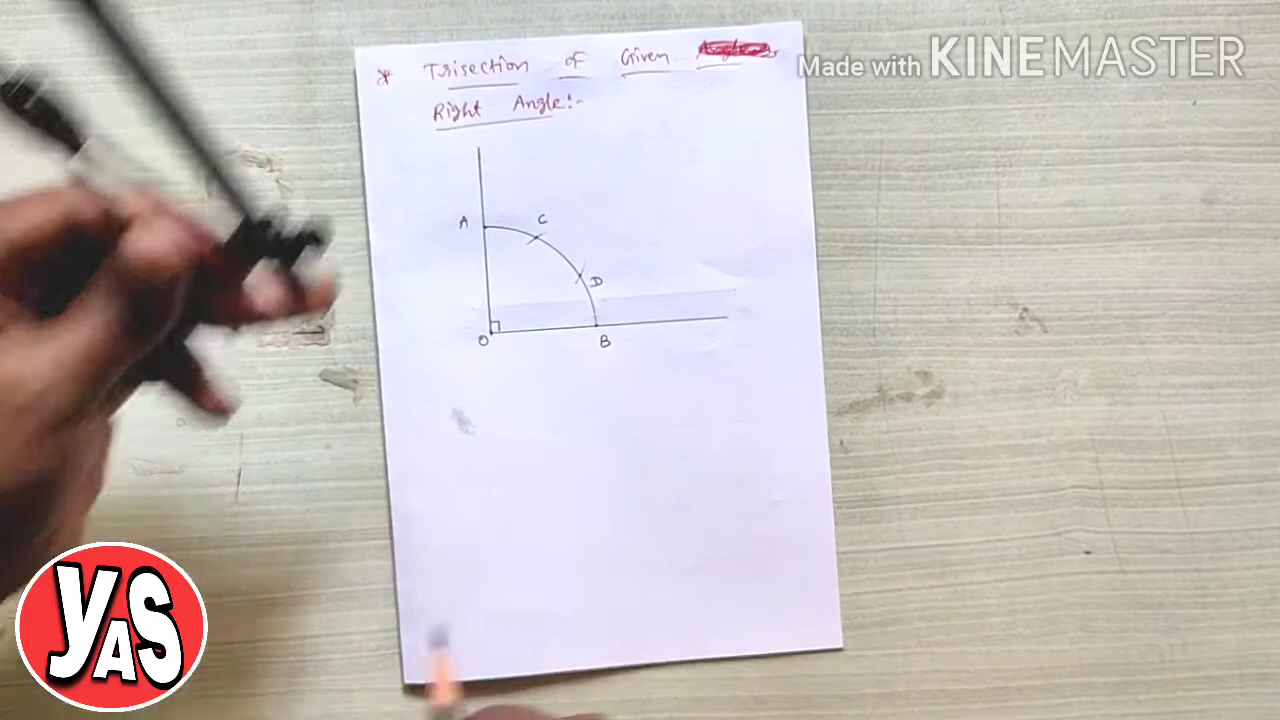 * Trisection of Given
Right Angle:-
Made with KINEMASTER
A
C
D
O
B
YAS